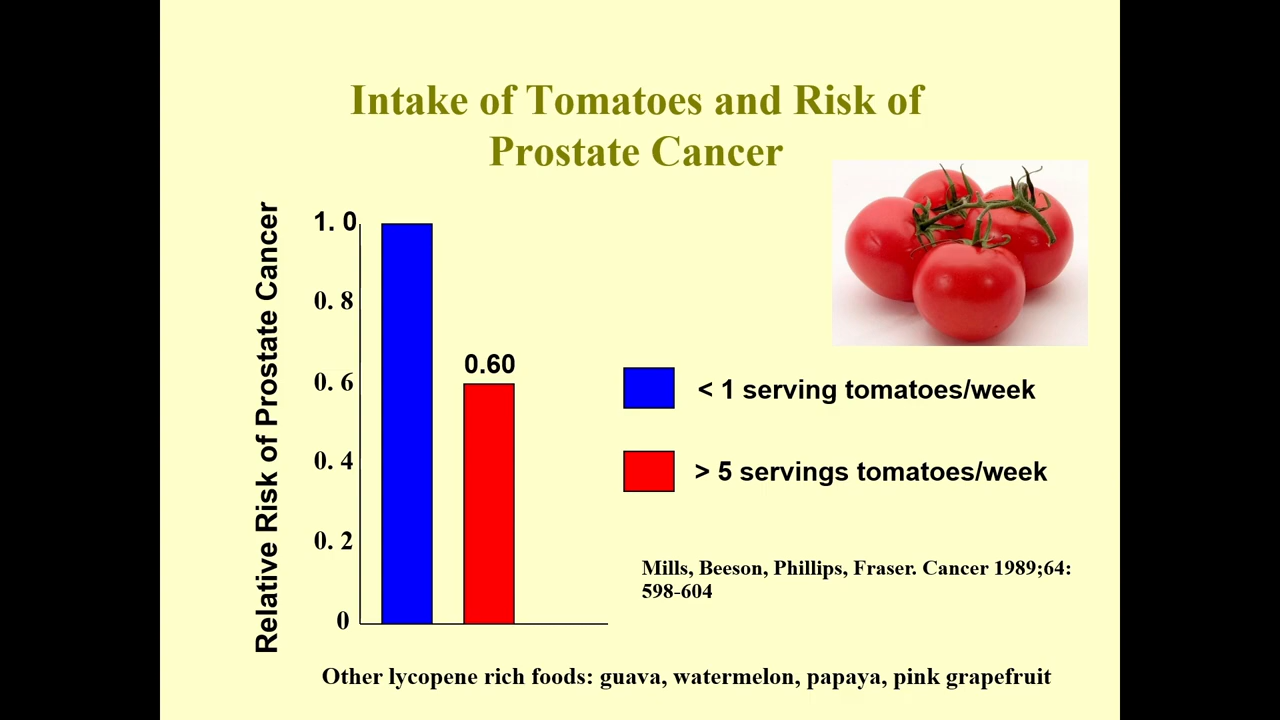 Intake of Tomatoes and Risk of
Prostate Cancer
Relative Risk of Prostate Cancer
1. 0
0. 8
0. 6
0. 4
0. 2
0
0.60
< 1 serving tomatoes/week
> 5 servings tomatoes/week
Mills, Beeson, Phillips, Fraser. Cancer 1989;64:
598-604
Other lycopene rich foods: guava, watermelon, papaya, pink grapefruit